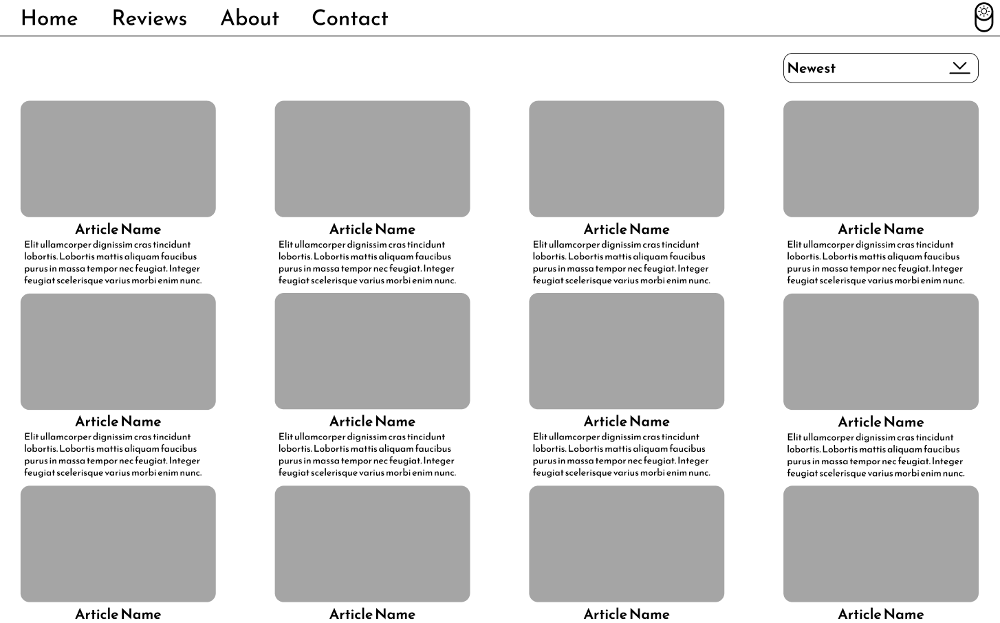 Home Reviews About Contact
Newest
Article Name
Elit ullamcorper dignissim cras tincidunt
lobortis. Lobortis mattis aliquam faucibus
purus in massa tempor nec feugiat. Integer
feugiat scelerisque varius morbi enim nunc.
Article Name
Elit ullamcorper dignissim cras tincidunt
lobortis. Lobortis mattis aliquam faucibus
purus in massa tempor nec feugiat. Integer
feugiat scelerisque varius morbi enim nunc.
Article Name
Elit ullamcorper dignissim cras tincidunt
lobortis. Lobortis mattis aliquam faucibus
purus in massa tempor nec feugiat. Integer
feugiat scelerisque varius morbi enim nunc.
Article Name
Elit ullamcorper dignissim cras tincidunt
lobortis. Lobortis mattis aliquam faucibus
purus in massa tempor nec feugiat. Integer
feugiat scelerisque varius morbi enim nunc.
Article Name
Elit ullamcorper dignissim cras tincidunt
lobortis. Lobortis mattis aliquam faucibus
purus in massa tempor nec feugiat. Integer
feugiat scelerisque varius morbi enim nunc.
Article Name
Elit ullamcorper dignissim cras tincidunt
lobortis. Lobortis mattis aliquam faucibus
purus in massa tempor nec feugiat. Integer
feugiat scelerisque varius morbi enim nunc.
Article Name
Elit ullamcorper dignissim cras tincidunt
lobortis. Lobortis mattis aliquam faucibus
purus in massa tempor nec feugiat. Integer
feugiat scelerisque varius morbi enim nunc.
Article Name
Elit ullamcorper dignissim cras tincidunt
lobortis. Lobortis mattis aliquam faucibus
purus in massa tempor nec feugiat. Integer
feugiat scelerisque varius morbi enim nunc.
Article Name
Article Name
Article Name
Article Name